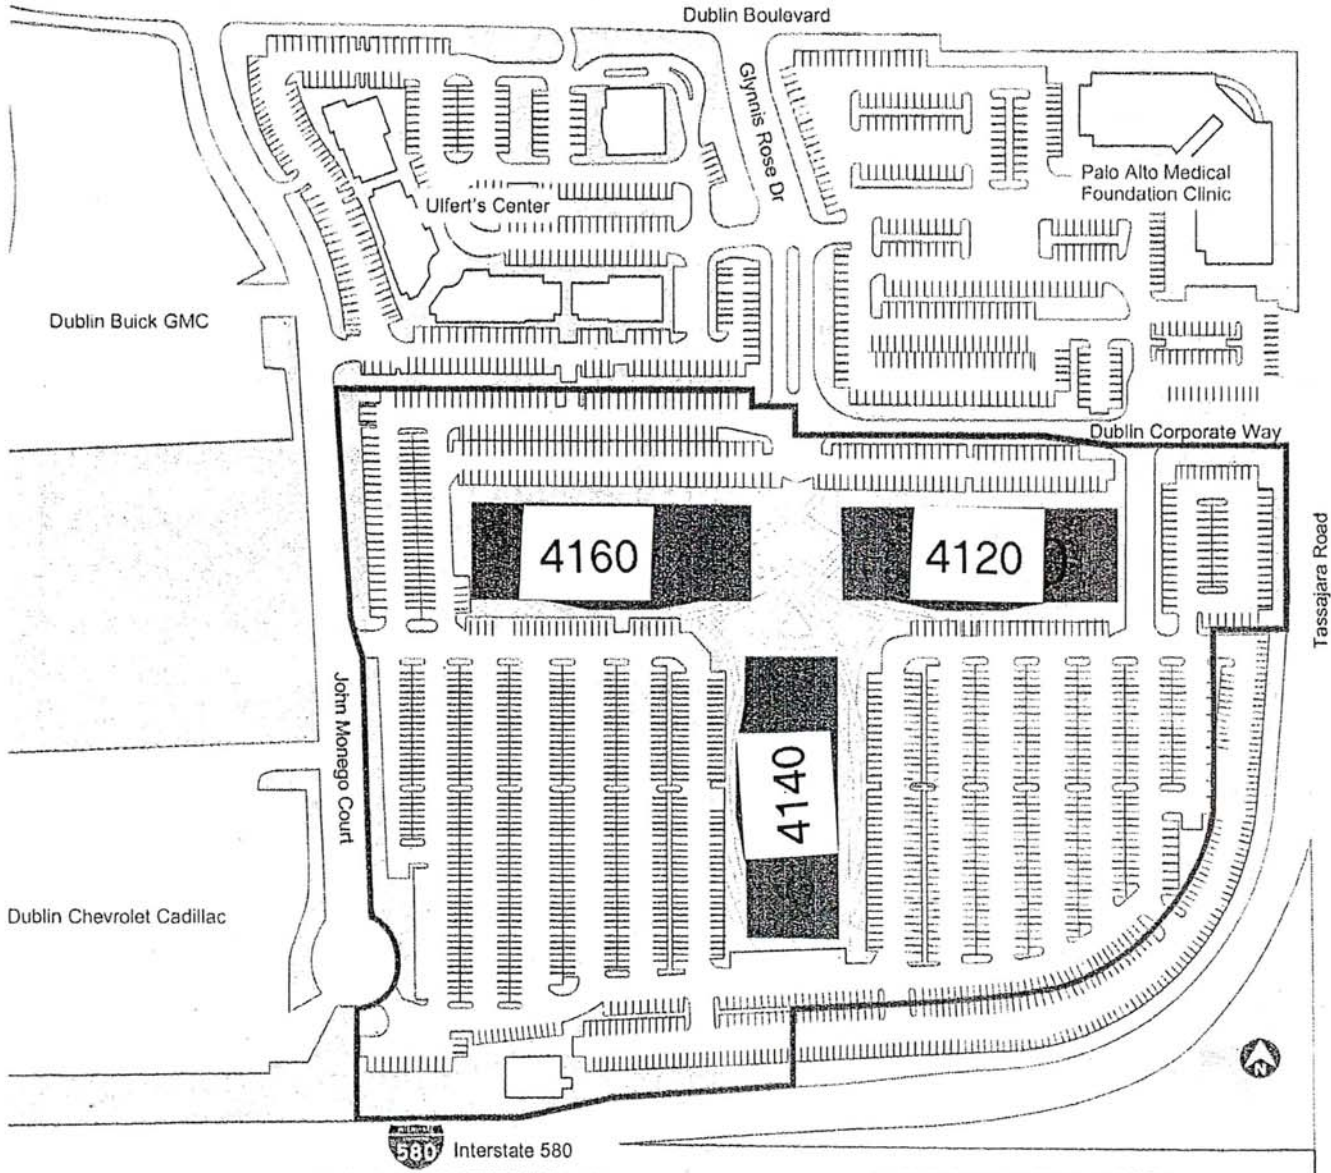 Dublin Boulevard
Glynnis Rose Dr
Palo Alto Medical
Foundation Clinic
Ulfert's Center
Dublin Buick GMC
Dublin Corporate Way
4160
4120
Tassajara Road
John Monego Court
4140
Dublin Chevrolet Cadillac
N
INTERSTATE
580
Interstate 580